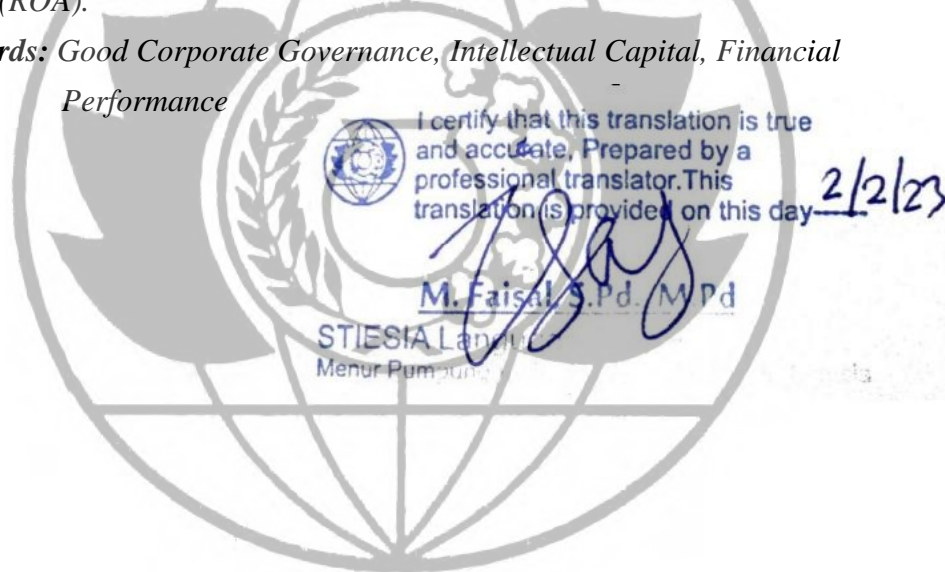 (ROA).
rds: Good Corporate Governance, Intellectual Capital, Financial
Performance
I certify that this translation is true
and accurate, Prepared by a
professional translator.This
translation is provided on this day 2/2/23
M. Faisal, S.Pd. M.Pd
STIESIA
Menur